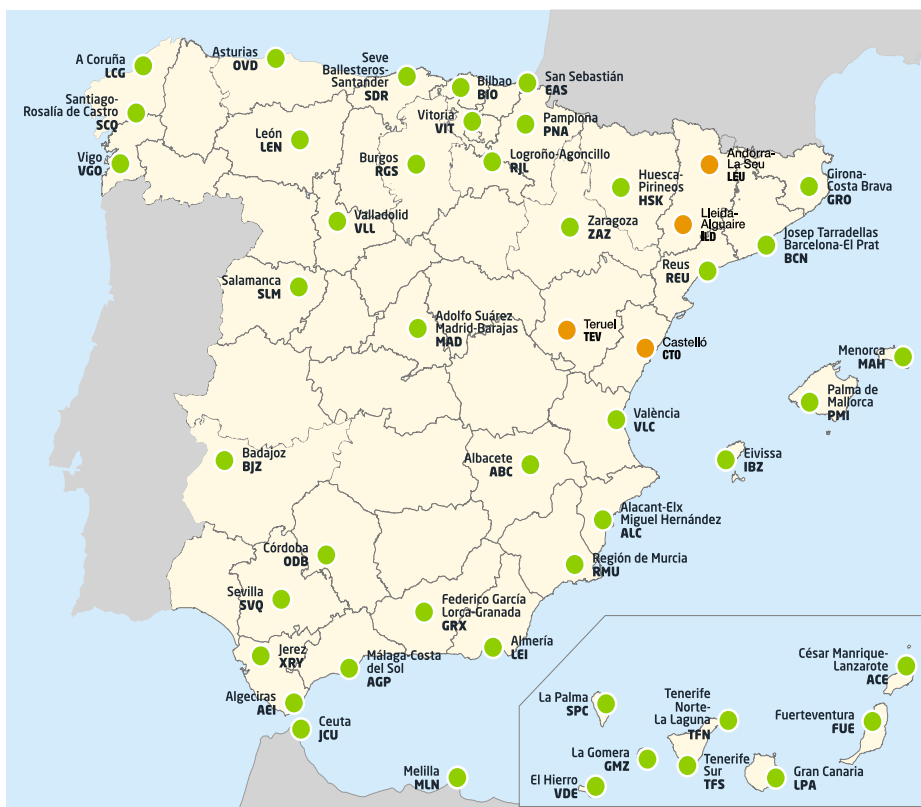 A Coruña
LCG
Asturias
OVD
Seve
Ballesteros-
Santander
SDR
Bilbao
BIO
San Sebastián
EAS
Santiago-
Rosalía de Castro
SCQ
Vitoria
VIT
Pamplona
PNA
León
LEN
Vigo
VGO
Burgos
RGS
Logroño-Agoncillo
RJL
Andorra-
La Seu
LEU
Huesca-
Pirineos
HSK
Girona-
Costa Brava
GRO
Valladolid
VLL
Zaragoza
ZAZ
Lleida-
Alguaire
ILD
Josep Tarradellas
Barcelona-El Prat
BCN
Reus
REU
Salamanca
SLM
Adolfo Suárez
Madrid-Barajas
MAD
Teruel
TEV
Castelló
CTO
Menorca
MAH
Palma de
Mallorca
PMI
València
VLC
Badajoz
BJZ
Albacete
ABC
Eivissa
IBZ
Alacant-Elx
Miguel Hernández
ALC
Córdoba
ODB
Región de Murcia
RMU
Sevilla
SVQ
Federico García
Lorca-Granada
GRX
Almería
LEI
Jerez
XRY
Málaga-Costa
del Sol
AGP
Algeciras
AEI
Ceuta
JCU
Melilla
MLN
César Manrique-
Lanzarote
ACE
La Palma
SPC
Tenerife
Norte-
La Laguna
TFN
Fuerteventura
FUE
La Gomera
GMZ
Tenerife
Sur
TFS
Gran Canaria
LPA
El Hierro
VDE